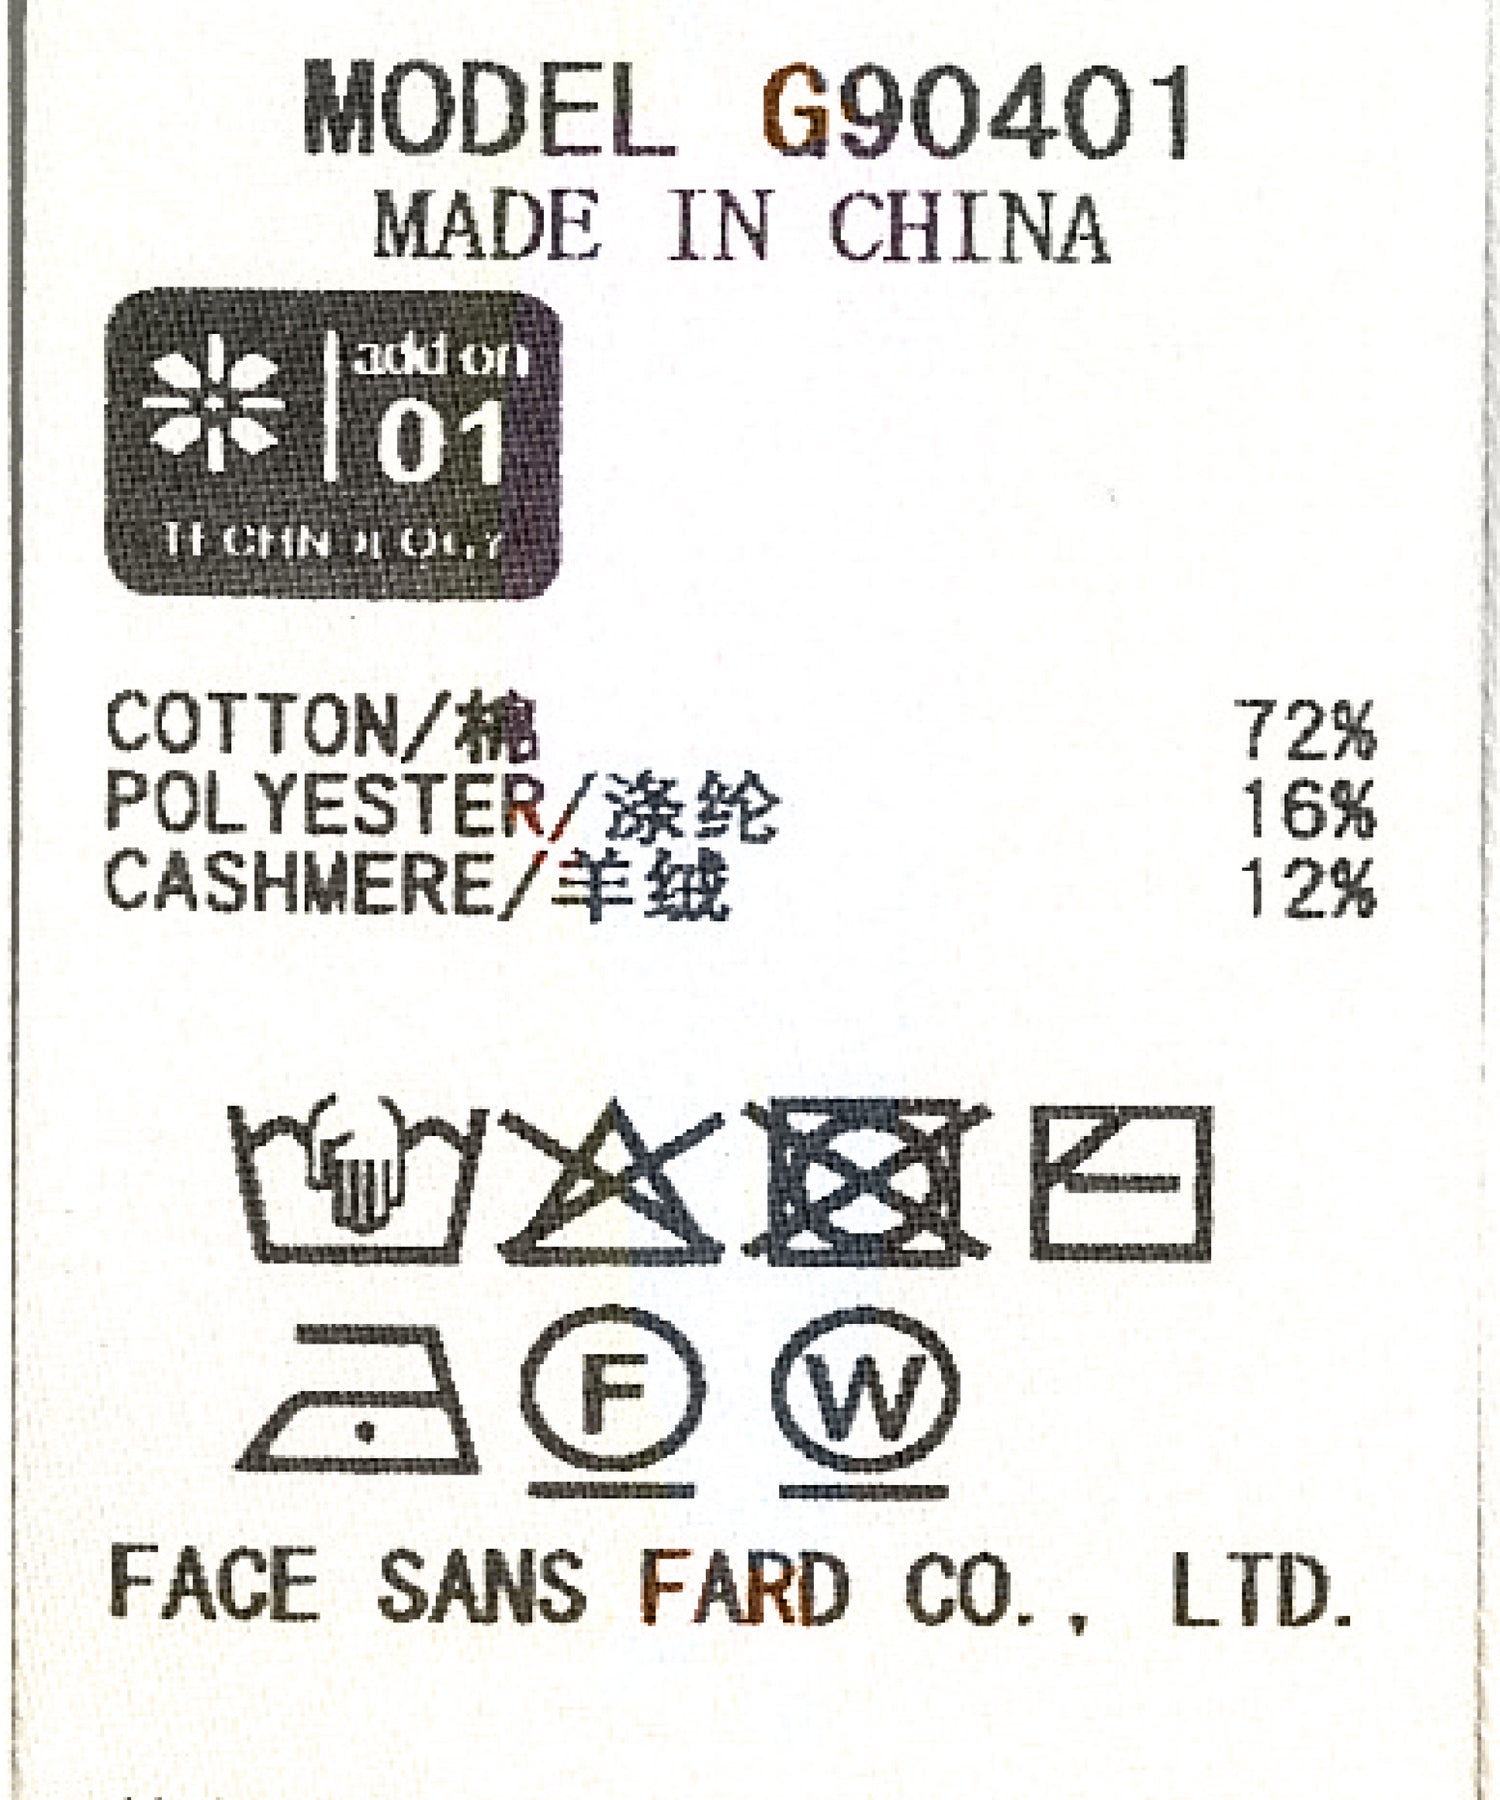 MODEL G90401
MADE IN CHINA
add on
01
TECHNOLOGY
COTTON/棉 72%
POLYESTER/涤纶 16%
CASHMERE/羊绒 12%
F
W
FACE SANS FARD CO., LTD.